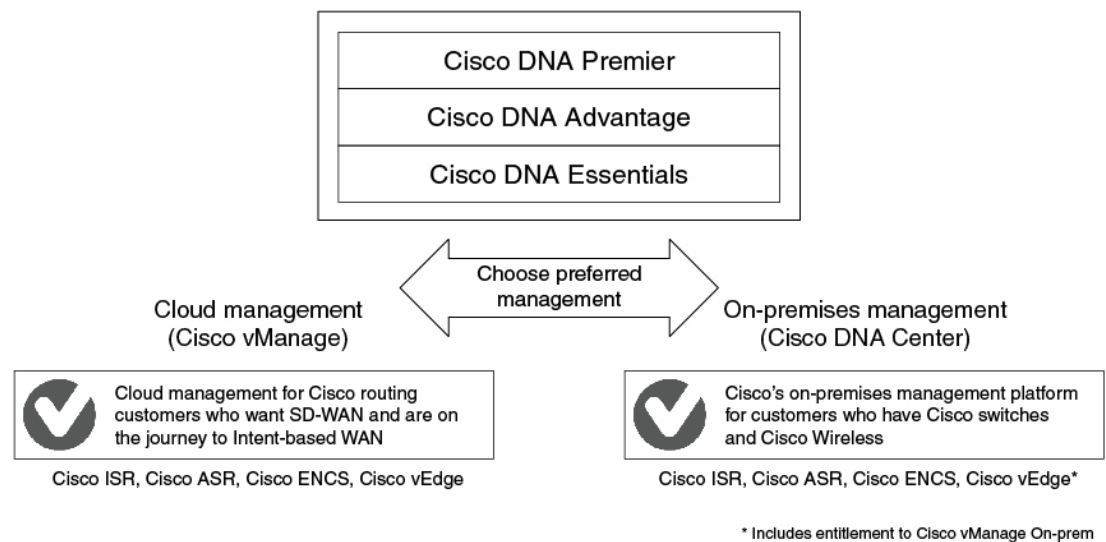 Cisco DNA Premier
Cisco DNA Advantage
Cisco DNA Essentials
Choose preferred
management
Cloud management
(Cisco vManage)
On-premises management
(Cisco DNA Center)
Cloud management for Cisco routing
customers who want SD-WAN and are on
the journey to Intent-based WAN
Cisco's on-premises management platform
for customers who have Cisco switches
and Cisco Wireless
Cisco ISR, Cisco ASR, Cisco ENCS, Cisco vEdge
Cisco ISR, Cisco ASR, Cisco ENCS, Cisco vEdge*
* Includes entitlement to Cisco vManage On-prem